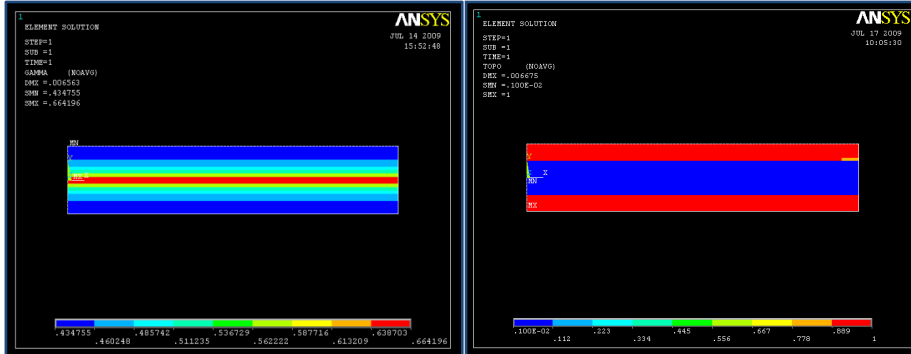 1
ANSYS
ELEMENT SOLUTION
JUL 14 2009
15:52:48
STEP=1
SUB =1
TIME=1
GAMMA (NOAVG)
DMX =.006563
SMN =.434755
SMX =.664196
MN
Y
.434755 .485742 .536729 .587716 .638703
.460248 .511235 .562222 .613209 .664196
1
ANSYS
ELEMENT SOLUTION
JUL 17 2009
10:05:30
STEP=1
SUB =1
TIME=1
TOPO (NOAVG)
DMX =.006675
SMN =.100E-02
SMX =1
Y
X
MN
MX
.100E-02 .223 .445 .667 .889
.112 .334 .556 .778 1